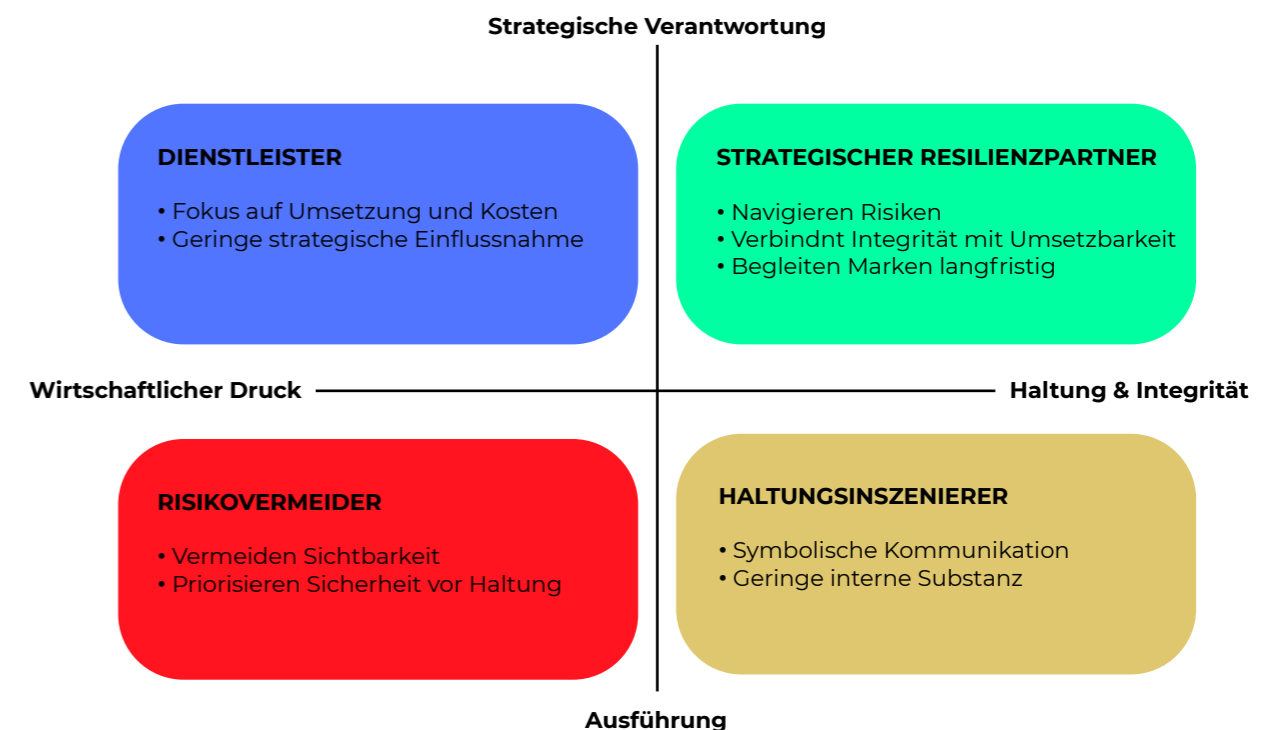 Strategische Verantwortung
DIENSTLEISTER
• Fokus auf Umsetzung und Kosten
• Geringe strategische Einflussnahme
STRATEGISCHER RESILIENZPARTNER
• Navigieren Risiken
• Verbindnt Integrität mit Umsetzbarkeit
• Begleiten Marken langfristig
Wirtschaftlicher Druck
Haltung & Integrität
RISIKOVERMEIDER
• Vermeiden Sichtbarkeit
• Priorisieren Sicherheit vor Haltung
HALTUNGSINSZENIERER
• Symbolische Kommunikation
• Geringe interne Substanz
Ausführung